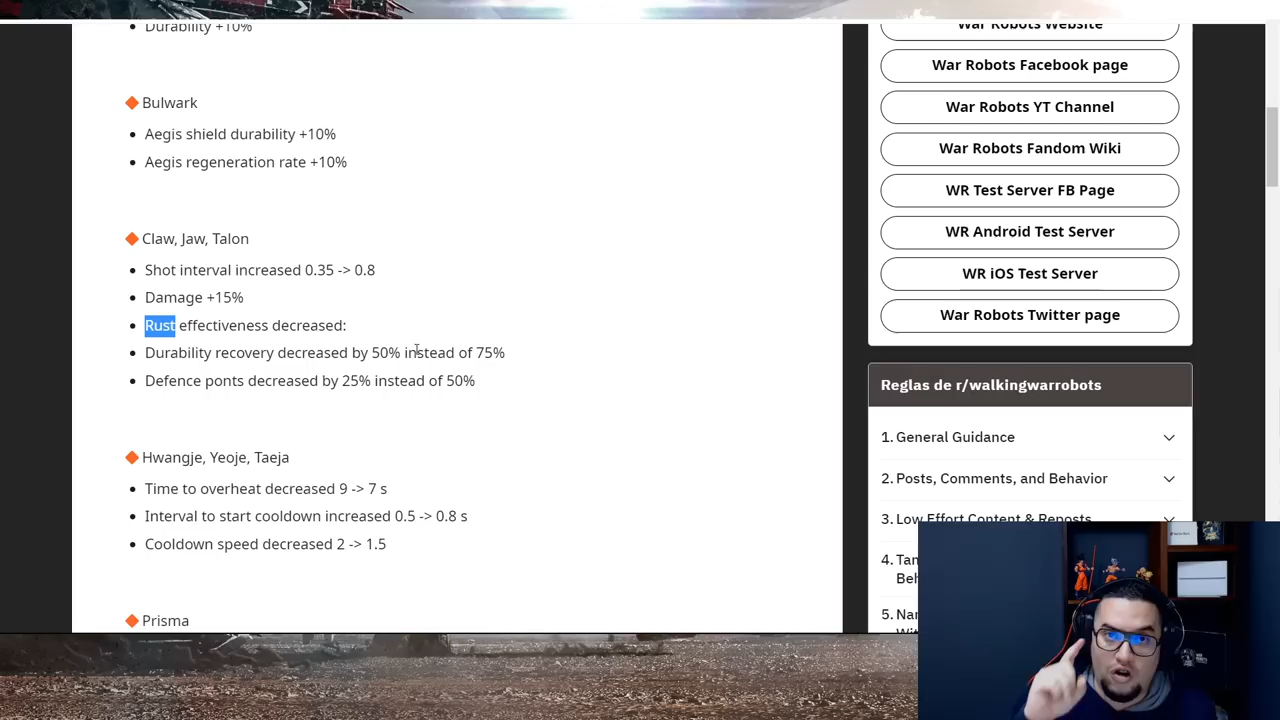 Durability +10%
Bulwark
Aegis shield durability +10%
Aegis regeneration rate +10%
Claw, Jaw, Talon
Shot interval increased 0.35 -> 0.8
Damage +15%
Rust effectiveness decreased:
Durability recovery decreased by 50% instead of 75%
Defence ponts decreased by 25% instead of 50%
Hwangje, Yeoje, Taeja
Time to overheat decreased 9 -> 7 s
Interval to start cooldown increased 0.5 -> 0.8 s
Cooldown speed decreased 2 -> 1.5
Prisma
War Robots Website
War Robots Facebook page
War Robots YT Channel
War Robots Fandom Wiki
WR Test Server FB Page
WR Android Test Server
WR iOS Test Server
War Robots Twitter page
Reglas de r/walkingwarrobots
1. General Guidance
2. Posts, Comments, and Behavior
3. Low Effort Content & Reposts
4.
5.